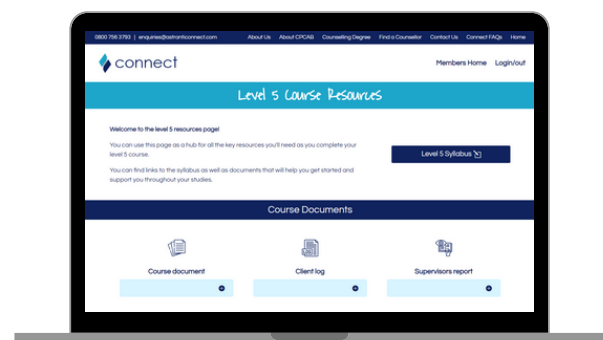 0800 756 3793 | enquiries@astranticonnect.com About Us About CPCAB Counselling Degree Find a Counsellor Contact Us Connect FAQs Home
connect
Members Home Log in/out
Level 5 Course Resources
Welcome to the level 5 resources page!
You can use this page as a hub for all the key resources you'll need as you complete your
level 5 course.
Level 5 Syllabus
You can find links to the syllabus as well as documents that will help you get started and
support you throughout your studies.
Course Documents
Course document Client log Supervisors report